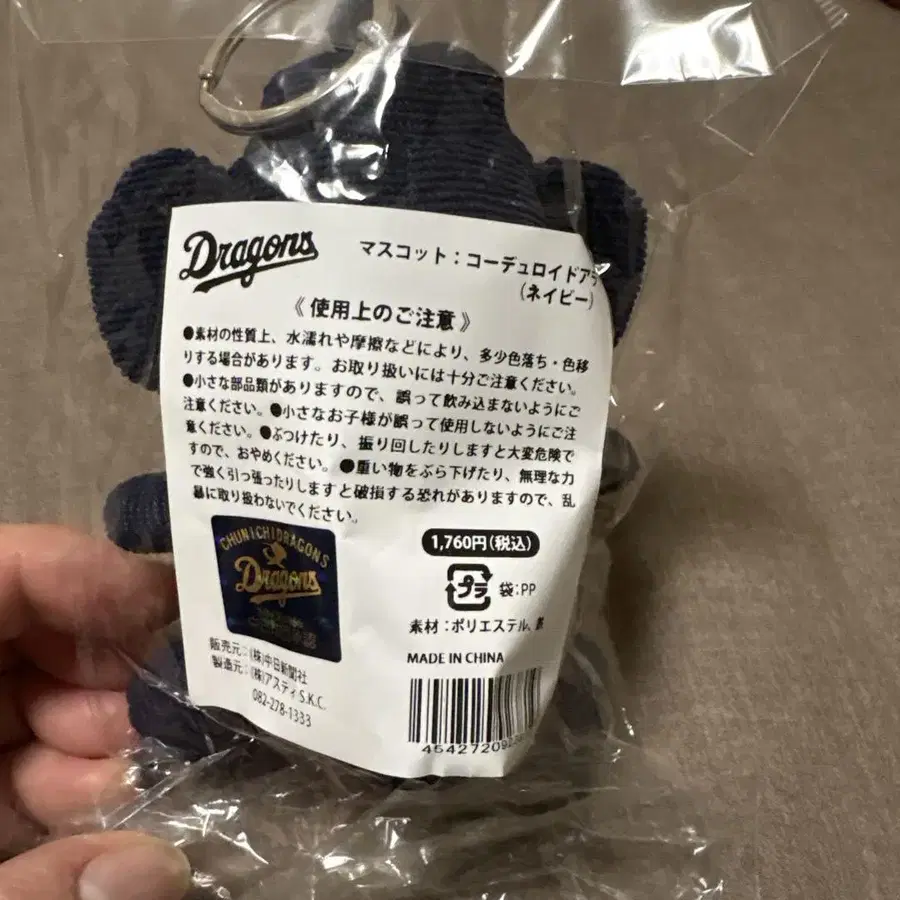 Dragons
マスコット：コーデュロイドア
(ネイビー)
《 使用上のご注意 》
●素材の性質上、水濡れや摩擦などにより、多少色落ち・色移
りする場合があります。お取り扱いには十分ご注意ください。
●小さな部品類がありますので、誤って飲み込まないようにご
注意ください。●小さなお子様が誤って使用しないようにご注
意ください。●ぶつけたり、振り回したりしますと大変危険で
すので、おやめください。●重い物をぶら下げたり、無理な力
で強く引っ張ったりしますと破損する恐れがありますので、乱
暴に取り扱わないでください。
CHUNICHIDRAGONS
Dragons
1,760円(税込)
プラ 袋：PP
素材：ポリエステル、
販売元：(株)中日新聞社
製造元：(株)アスティS.K.C.
082-278-1333
MADE IN CHINA
45427209